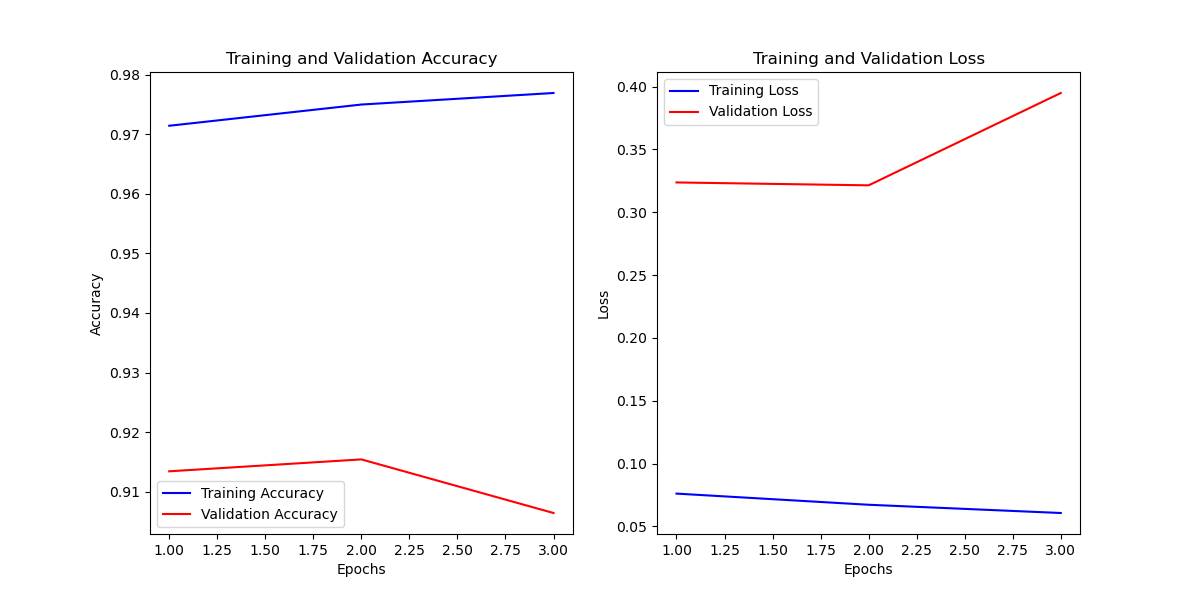 Training and Validation Accuracy
0.98
0.97
0.96
0.95
0.94
0.93
0.92
0.91
Accuracy
Training Accuracy
Validation Accuracy
1.00 1.25 1.50 1.75 2.00 2.25 2.50 2.75 3.00
Epochs
Training and Validation Loss
0.40
0.35
0.30
0.25
0.20
0.15
0.10
0.05
Loss
Training Loss
Validation Loss
1.00 1.25 1.50 1.75 2.00 2.25 2.50 2.75 3.00
Epochs